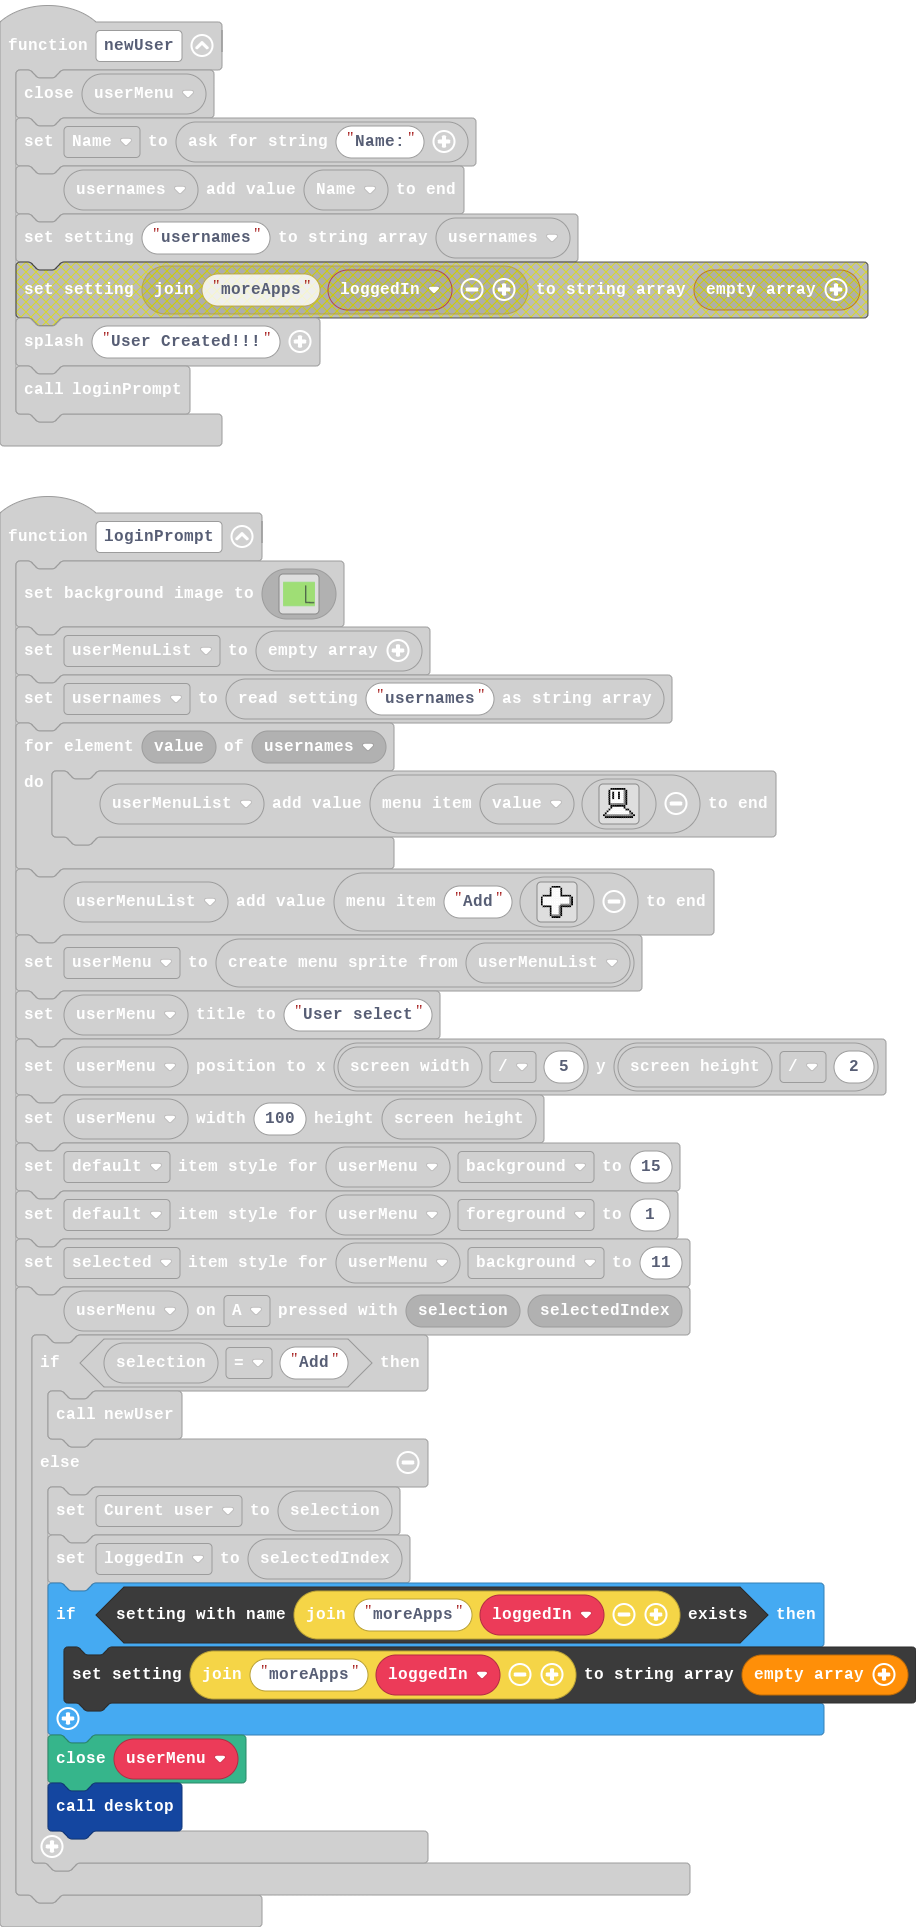 function newUser
close userMenu
set Name to ask for string "Name:"
usernames add value Name to end
set setting "usernames" to string array usernames
set setting join "moreApps" loggedIn to string array empty array
splash "User Created!!!"
call loginPrompt
function loginPrompt
set background image to
set userMenuList to empty array
set usernames to read setting "usernames" as string array
for element value of usernames
do
userMenuList add value menu item value to end
userMenuList add value menu item "Add" to end
set userMenu to create menu sprite from userMenuList
set userMenu title to "User select"
set userMenu position to x screen width / 5 y screen height / 2
set userMenu width 100 height screen height
set default item style for userMenu background to 15
set default item style for userMenu foreground to 1
set selected item style for userMenu background to 11
userMenu on A pressed with selection selectedIndex
if selection = "Add" then
call newUser
else
set Curent user to selection
set loggedIn to selectedIndex
if setting with name join "moreApps" loggedIn exists then
set setting join "moreApps" loggedIn to string array empty array
close userMenu
call desktop